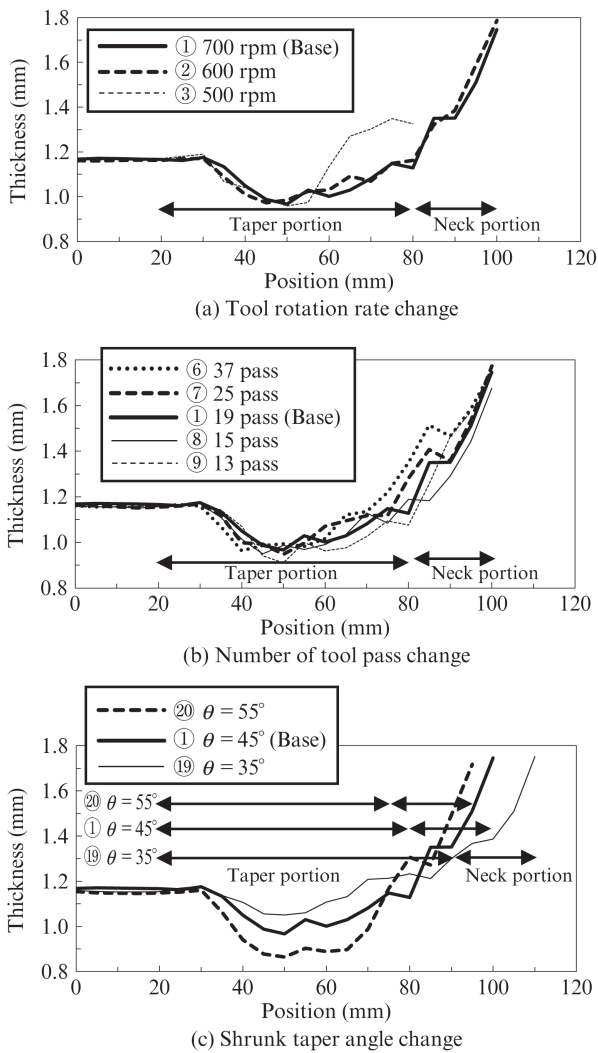 ① 700 rpm (Base)
② 600 rpm
③ 500 rpm
Thickness (mm)
1.8
1.6
1.4
1.2
1.0
0.8
Taper portion
Neck portion
0 20 40 60 80 100 120
Position (mm)
(a) Tool rotation rate change
⑥ 37 pass
⑦ 25 pass
① 19 pass (Base)
⑧ 15 pass
⑨ 13 pass
Thickness (mm)
1.8
1.6
1.4
1.2
1.0
0.8
Taper portion
Neck portion
0 20 40 60 80 100 120
Position (mm)
(b) Number of tool pass change
⑳ θ = 55°
① θ = 45° (Base)
⑲ θ = 35°
Thickness (mm)
1.8
1.6
1.4
1.2
1.0
0.8
⑳ θ = 55°
① θ = 45°
⑲ θ = 35°
Taper portion
Neck portion
0 20 40 60 80 100 120
Position (mm)
(c) Shrunk taper angle change